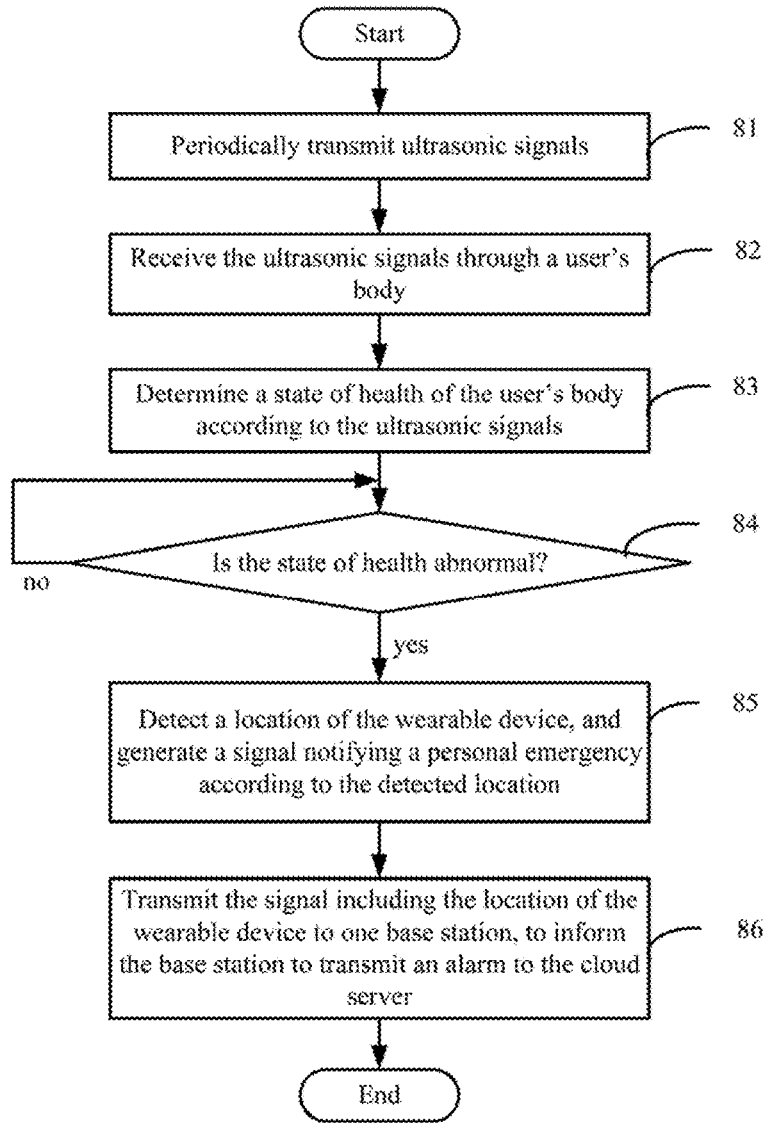 Start
Periodically transmit ultrasonic signals
81
Receive the ultrasonic signals through a user's
body
82
Determine a state of health of the user's body
according to the ultrasonic signals
83
Is the state of health abnormal?
84
no
yes
Detect a location of the wearable device, and
generate a signal notifying a personal emergency
according to the detected location
85
Transmit the signal including the location of the
wearable device to one base station, to inform
the base station to transmit an alarm to the cloud
server
86
End